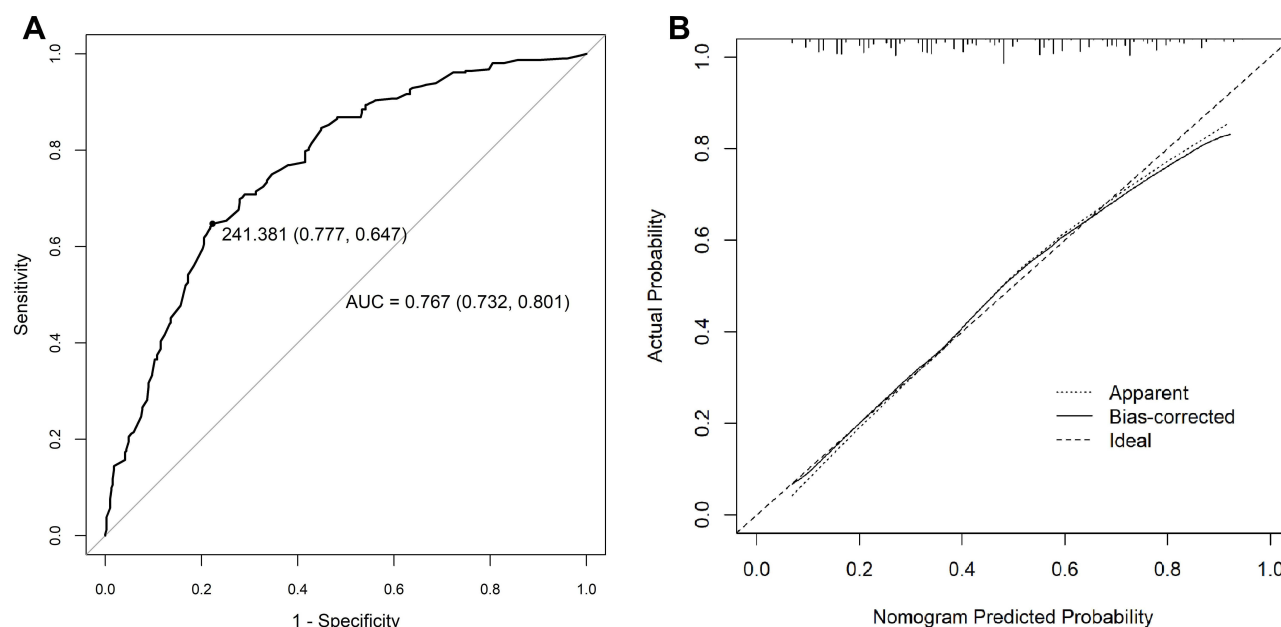 A
Sensitivity
1.0
0.8
0.6
0.4
0.2
0.0
241.381 (0.777, 0.647)
AUC = 0.767 (0.732, 0.801)
0.0 0.2 0.4 0.6 0.8 1.0
1 - Specificity
B
Actual Probability
1.0
0.8
0.6
0.4
0.2
0.0
Apparent
Bias-corrected
Ideal
0.0 0.2 0.4 0.6 0.8 1.0
Nomogram Predicted Probability